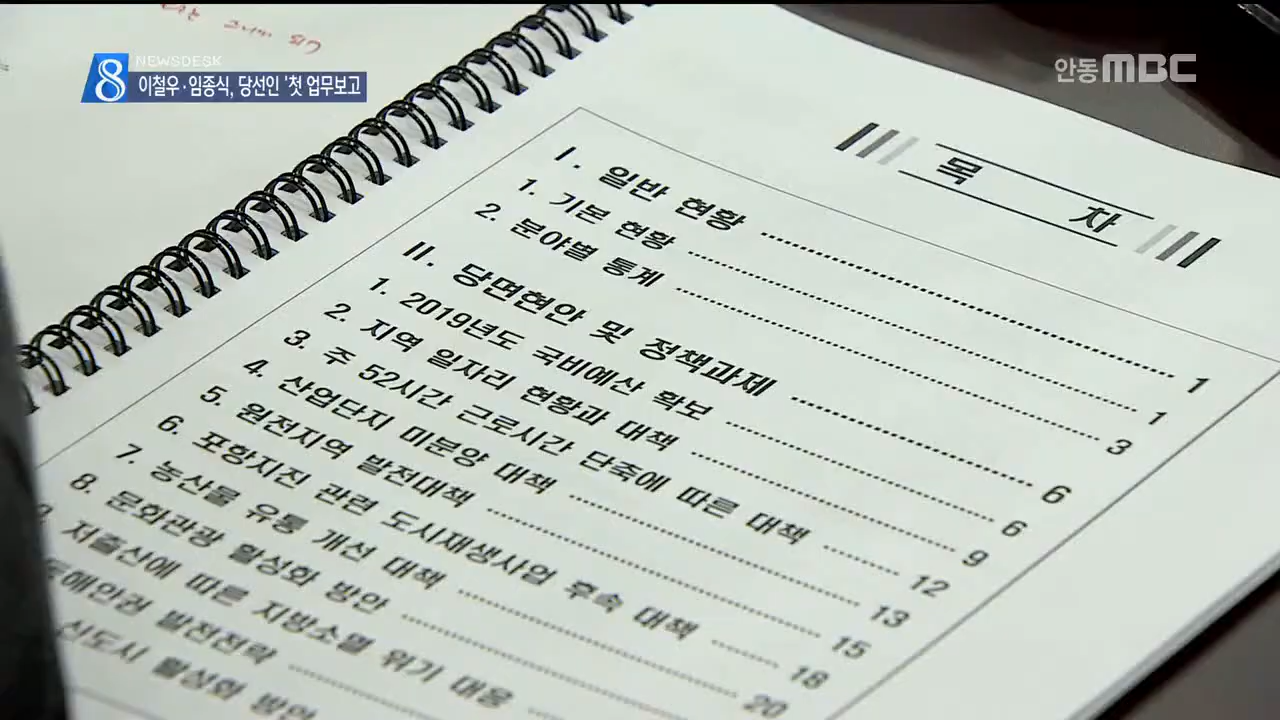 NEWSDESK
8 이철우·임종식, 당선인 '첫 업무보고
안동MBC
목 차
Ⅰ. 일반 현황 1
1. 기본 현황 1
2. 분야별 통계 3
Ⅱ. 당면현안 및 정책과제 6
1. 2019년도 국비예산 확보 6
2. 지역 일자리 현황과 대책 9
3. 주 52시간 근로시간 단축에 따른 대책 12
4. 산업단지 미분양 대책 13
5. 원전지역 발전대책 15
6. 포항지진 관련 도시재생사업 후속 대책 18
7. 농산물 유통 개선 대책 20
8. 문화관광 활성화 방안
저출산에 따른 지방소멸 위기 대응
동해안권 발전전략
신도시 활성화 방안